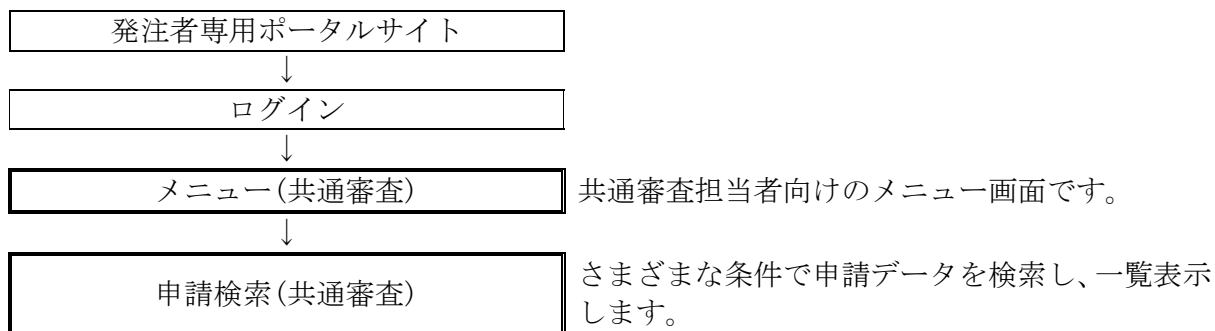 発注者専用ポータルサイト
↓
ログイン
↓
メニュー(共通審査)
共通審査担当者向けのメニュー画面です。
↓
申請検索(共通審査)
さまざまな条件で申請データを検索し、一覧表示
します。